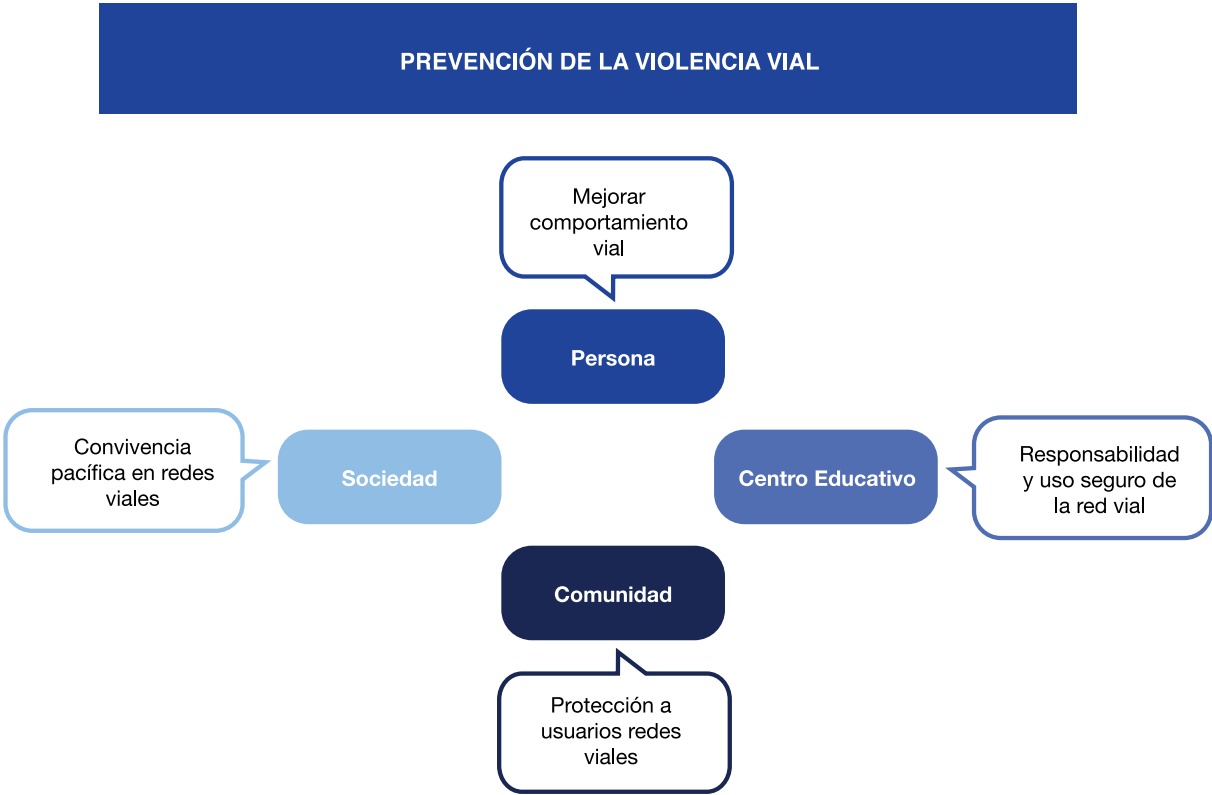 PREVENCIÓN DE LA VIOLENCIA VIAL
Mejorar
comportamiento
vial
Persona
Convivencia
pacífica en redes
viales
Sociedad
Centro Educativo
Responsabilidad
y uso seguro de
la red vial
Comunidad
Protección a
usuarios redes
viales